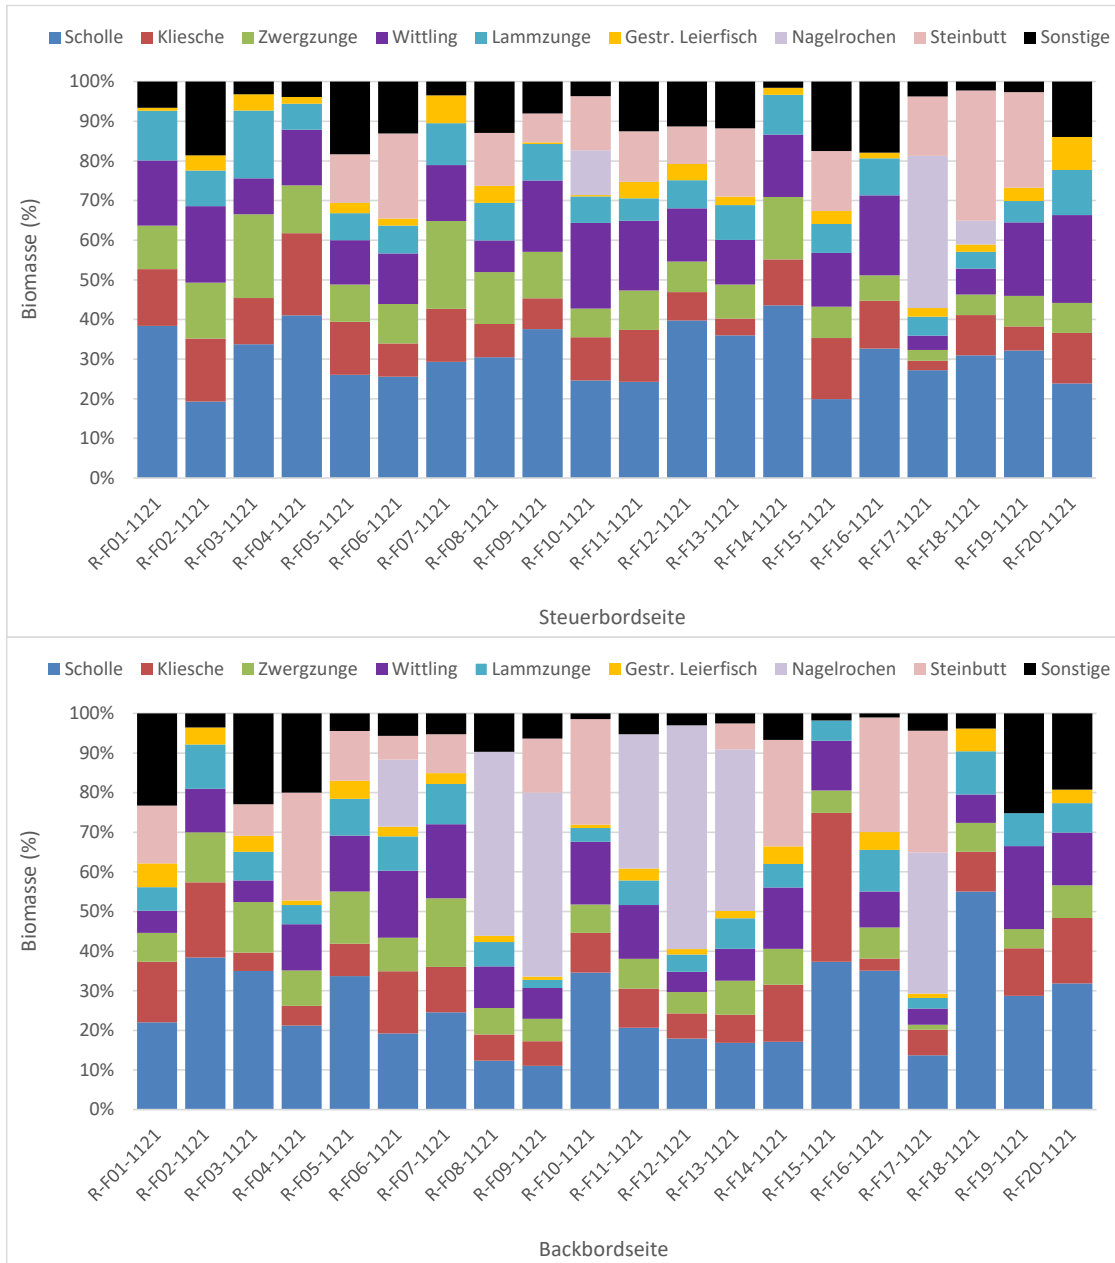 Scholle Kliesche Zwergzunge Wittling Lammzunge Gestr. Leierfisch Nagelrochen Steinbutt Sonstige
100%
90%
80%
70%
60%
50%
40%
30%
20%
10%
0%
Biomasse (%)
R-F01-1121
R-F02-1121
R-F03-1121
R-F04-1121
R-F05-1121
R-F06-1121
R-F07-1121
R-F08-1121
R-F09-1121
R-F10-1121
R-F11-1121
R-F12-1121
R-F13-1121
R-F14-1121
R-F15-1121
R-F16-1121
R-F17-1121
R-F18-1121
R-F19-1121
R-F20-1121
Steuerbordseite
Scholle Kliesche Zwergzunge Wittling Lammzunge Gestr. Leierfisch Nagelrochen Steinbutt Sonstige
100%
90%
80%
70%
60%
50%
40%
30%
20%
10%
0%
Biomasse (%)
R-F01-1121
R-F02-1121
R-F03-1121
R-F04-1121
R-F05-1121
R-F06-1121
R-F07-1121
R-F08-1121
R-F09-1121
R-F10-1121
R-F11-1121
R-F12-1121
R-F13-1121
R-F14-1121
R-F15-1121
R-F16-1121
R-F17-1121
R-F18-1121
R-F19-1121
R-F20-1121
Backbordseite